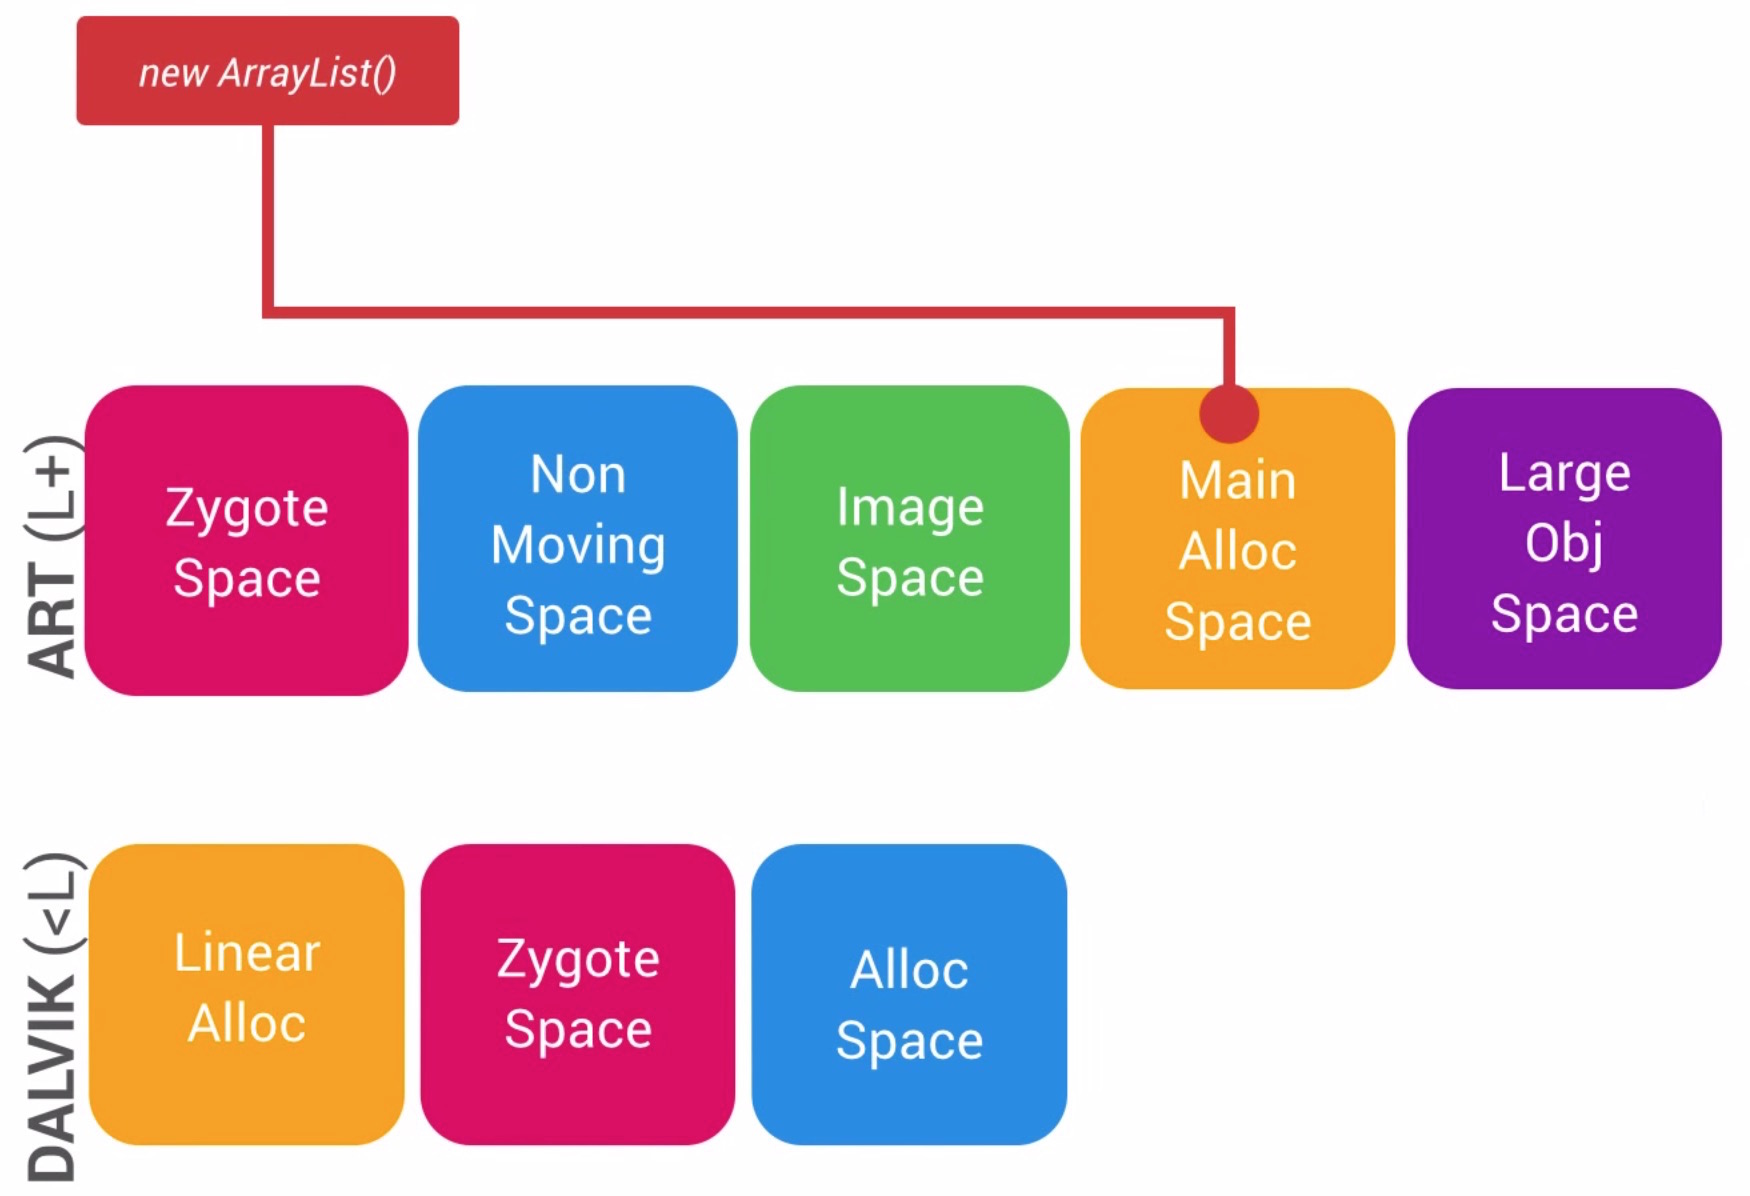 new ArrayList()
ART (L+)
Zygote
Space
Non
Moving
Space
Image
Space
Main
Alloc
Space
Large
Obj
Space
DALVIK (<L)
Linear
Alloc
Zygote
Space
Alloc
Space